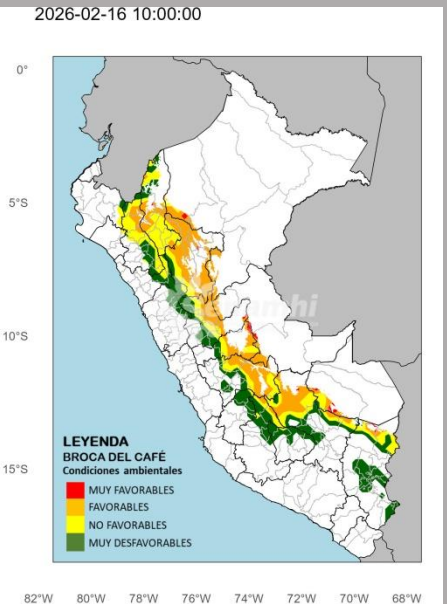 2026-02-16 10:00:00
0°
5°S
10°S
15°S
senamhi
LEYENDA
BROCA DEL CAFÉ
Condiciones ambientales
MUY FAVORABLES
FAVORABLES
NO FAVORABLES
MUY DESFAVORABLES
82°W 80°W 78°W 76°W 74°W 72°W 70°W 68°W